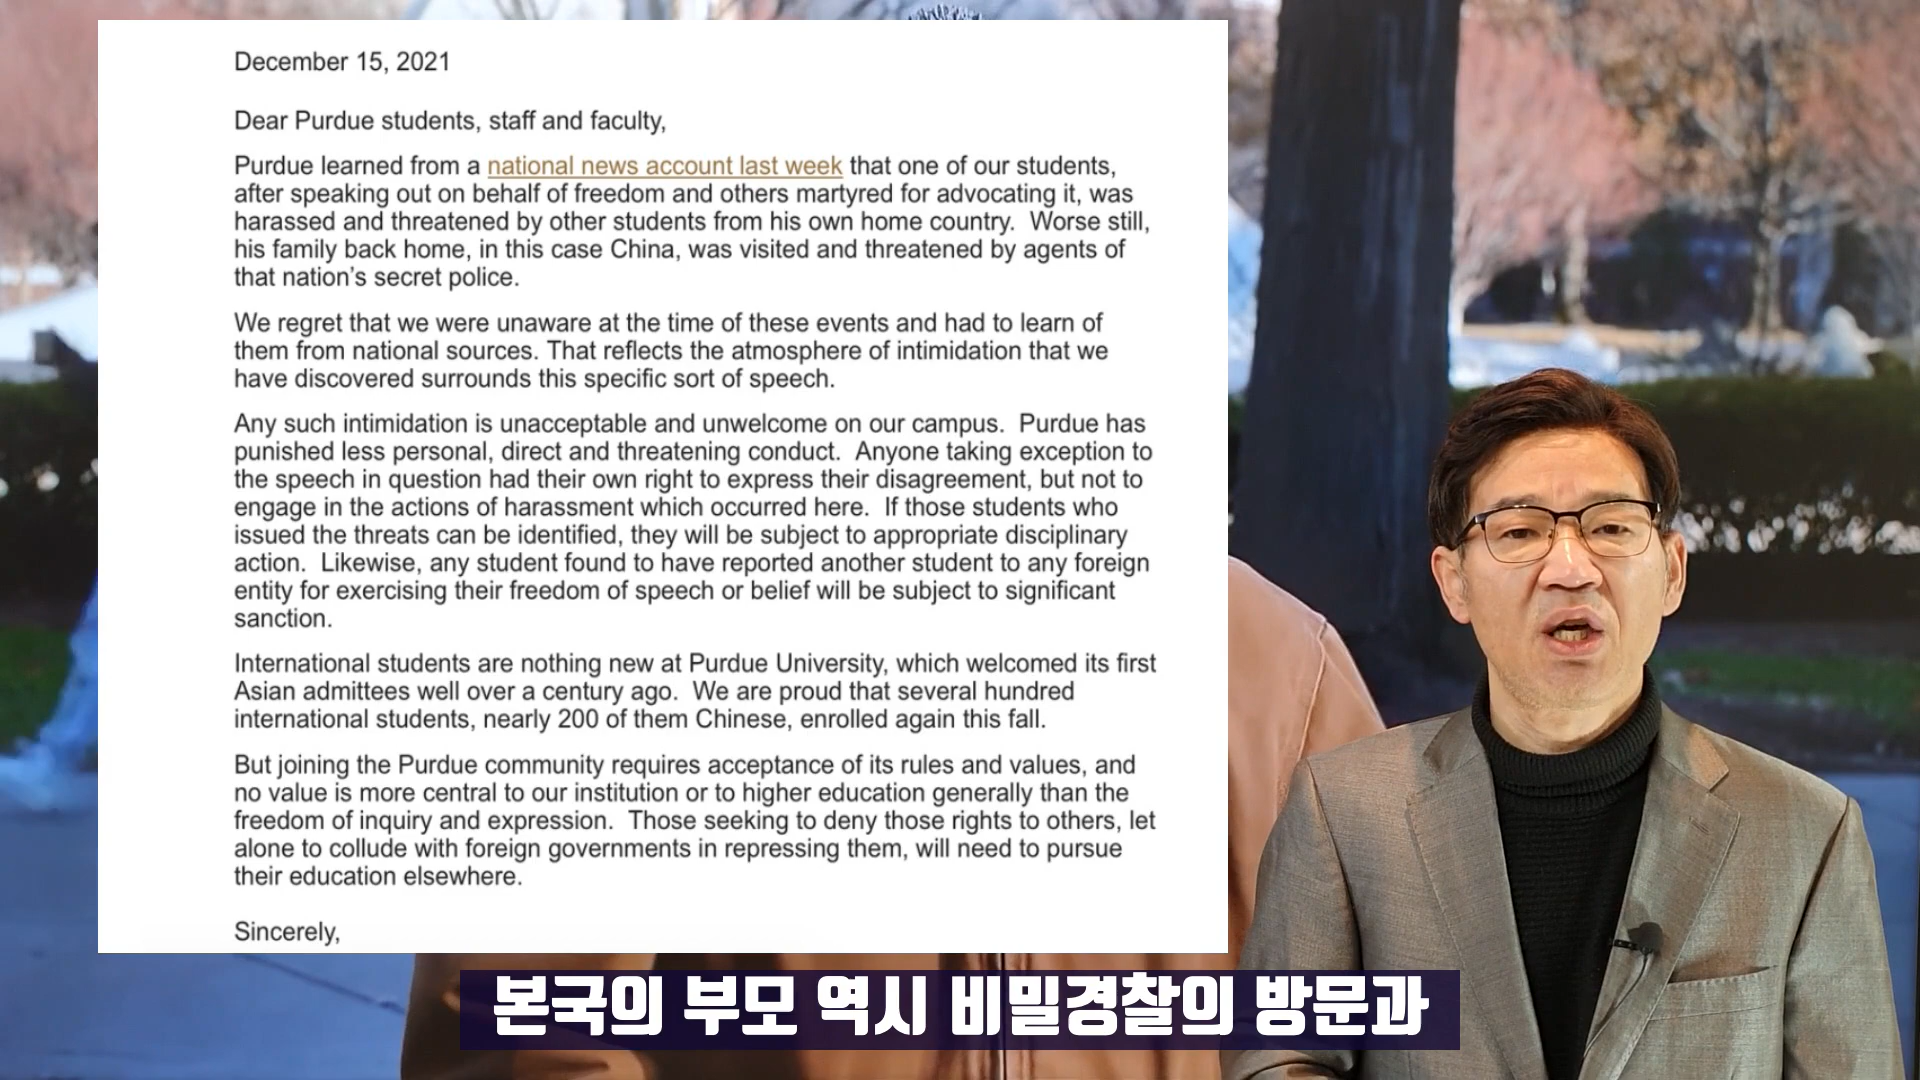 December 15, 2021
Dear Purdue students, staff and faculty,
Purdue learned from a national news account last week that one of our students,
after speaking out on behalf of freedom and others martyred for advocating it, was
harassed and threatened by other students from his own home country.  Worse still,
his family back home, in this case China, was visited and threatened by agents of
that nation’s secret police.
We regret that we were unaware at the time of these events and had to learn of
them from national sources. That reflects the atmosphere of intimidation that we
have discovered surrounds this specific sort of speech.
Any such intimidation is unacceptable and unwelcome on our campus.  Purdue has
punished less personal, direct and threatening conduct.  Anyone taking exception to
the speech in question had their own right to express their disagreement, but not to
engage in the actions of harassment which occurred here.  If those students who
issued the threats can be identified, they will be subject to appropriate disciplinary
action.  Likewise, any student found to have reported another student to any foreign
entity for exercising their freedom of speech or belief will be subject to significant
sanction.
International students are nothing new at Purdue University, which welcomed its first
Asian admittees well over a century ago.  We are proud that several hundred
international students, nearly 200 of them Chinese, enrolled again this fall.
But joining the Purdue community requires acceptance of its rules and values, and
no value is more central to our institution or to higher education generally than the
freedom of inquiry and expression.  Those seeking to deny those rights to others, let
alone to collude with foreign governments in repressing them, will need to pursue
their education elsewhere.
Sincerely,
본국의 부모 역시 비밀경찰의 방문과